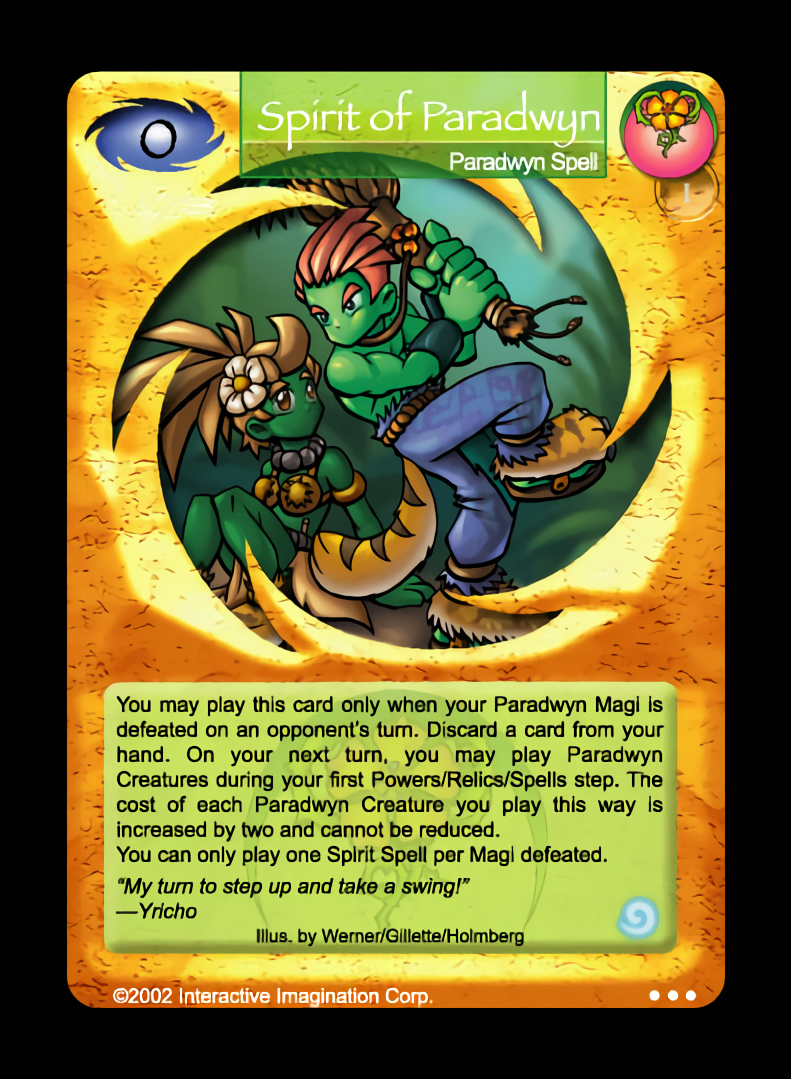 Spirit of Paradwyn
Paradwyn Spell
1
You may play this card only when your Paradwyn Magi is
defeated on an opponent's turn. Discard a card from your
hand. On your next turn, you may play Paradwyn
Creatures during your first Powers/Relics/Spells step. The
cost of each Paradwyn Creature you play this way is
increased by two and cannot be reduced.
You can only play one Spirit Spell per Magi defeated.
"My turn to step up and take a swing!"
—Yricho
Illus. by Werner/Gillette/Holmberg
©2002 Interactive Imagination Corp.